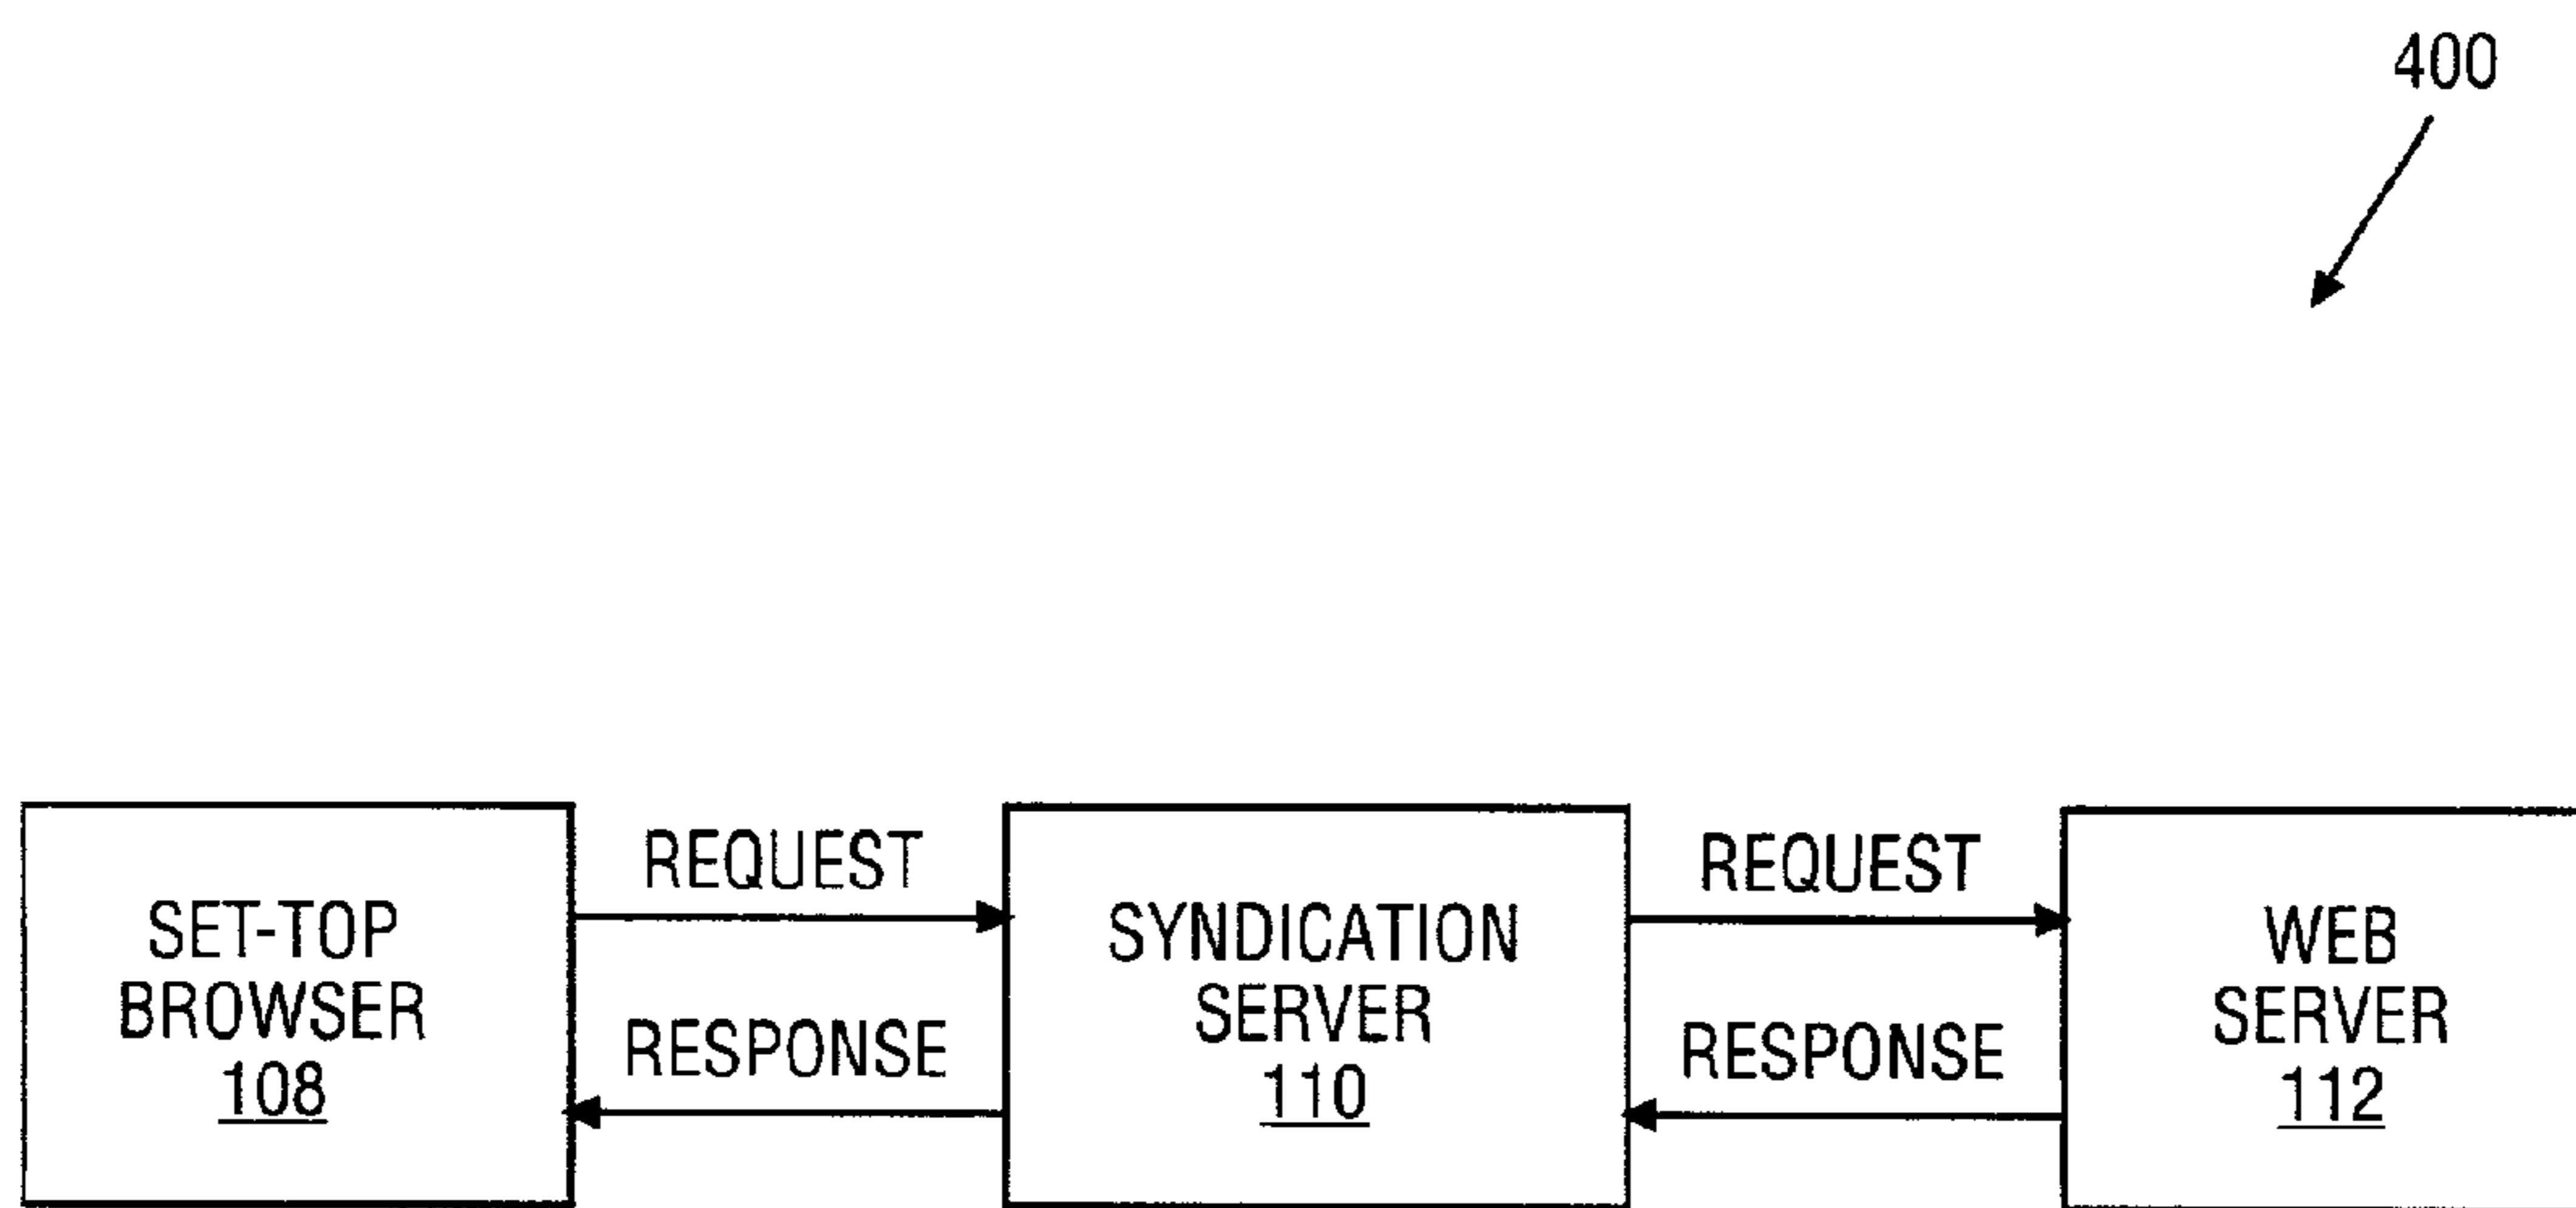 400
REQUEST
REQUEST
SET-TOP
BROWSER
108
SYNDICATION
SERVER
110
WEB
SERVER
112
RESPONSE
RESPONSE